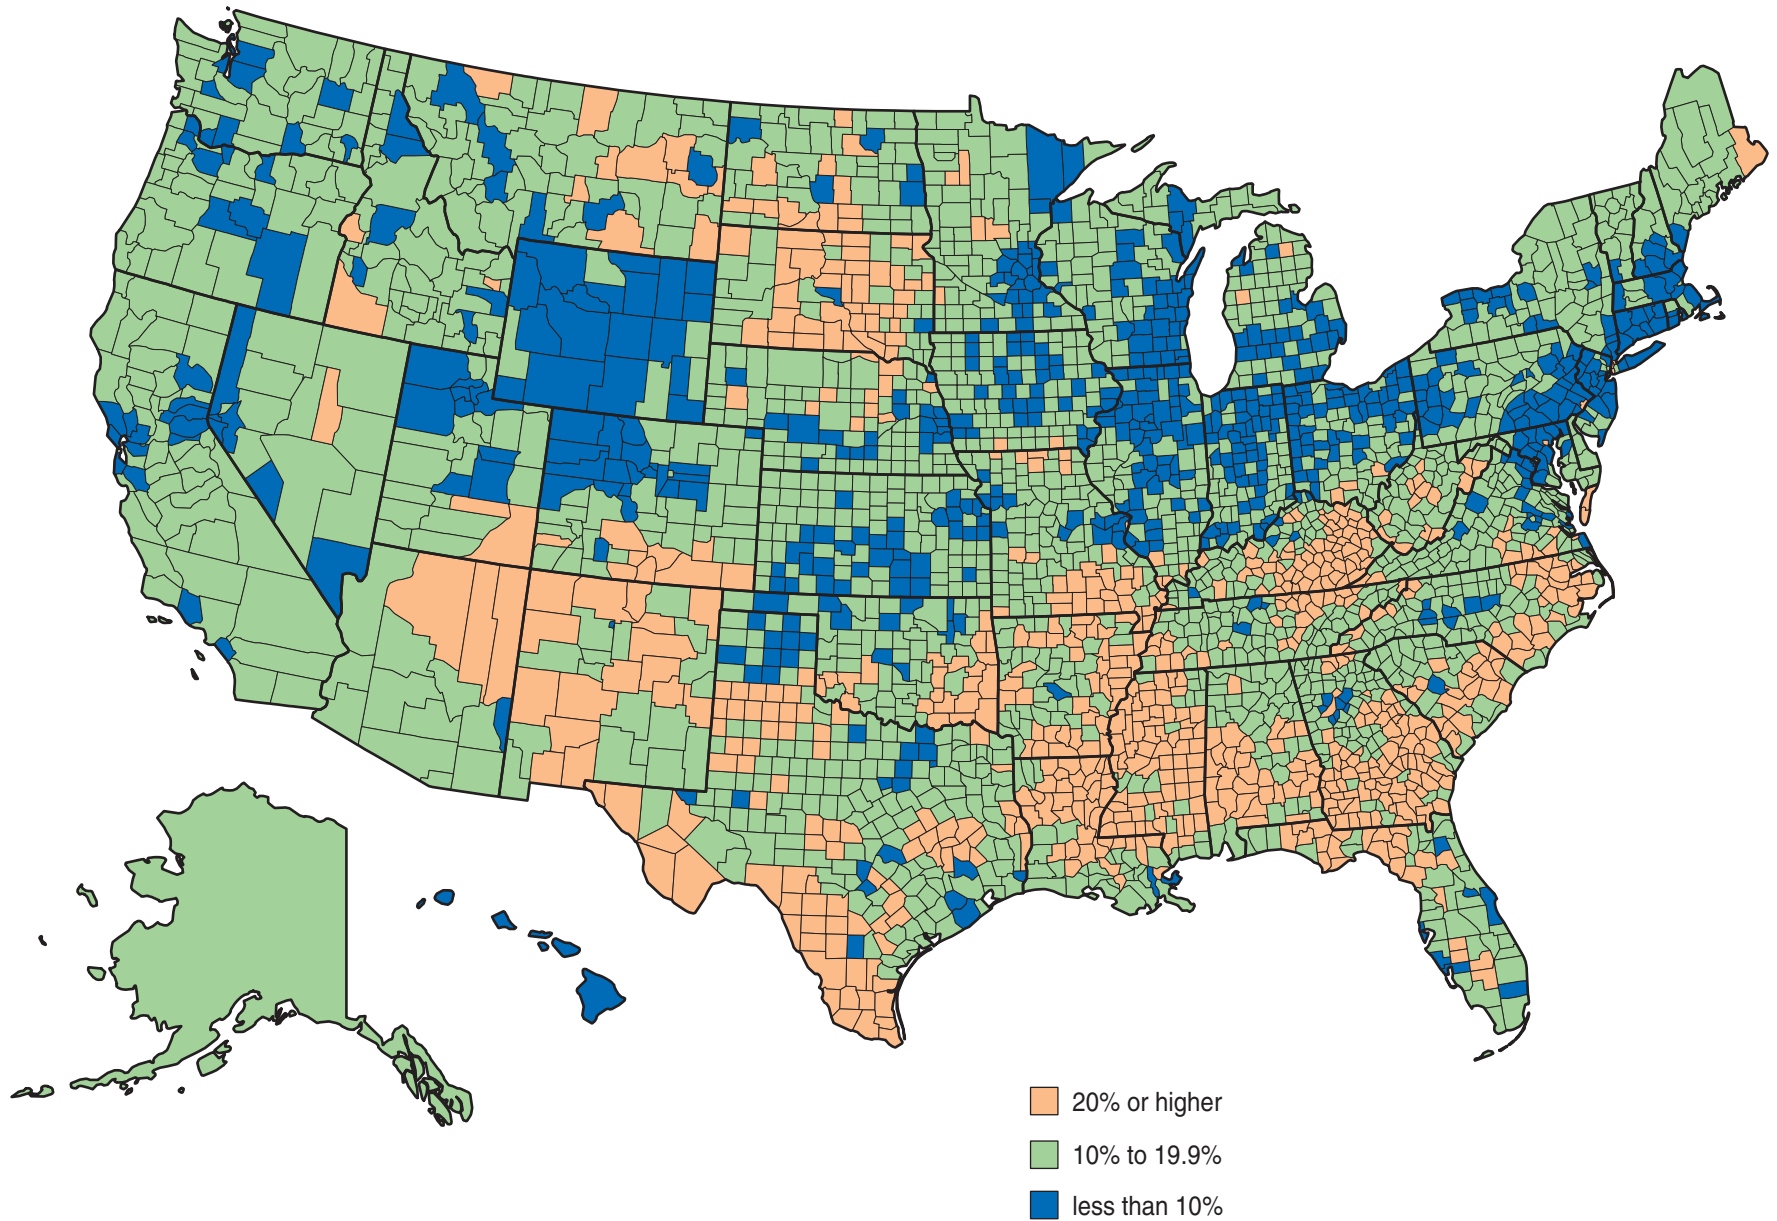 20% or higher
10% to 19.9%
less than 10%